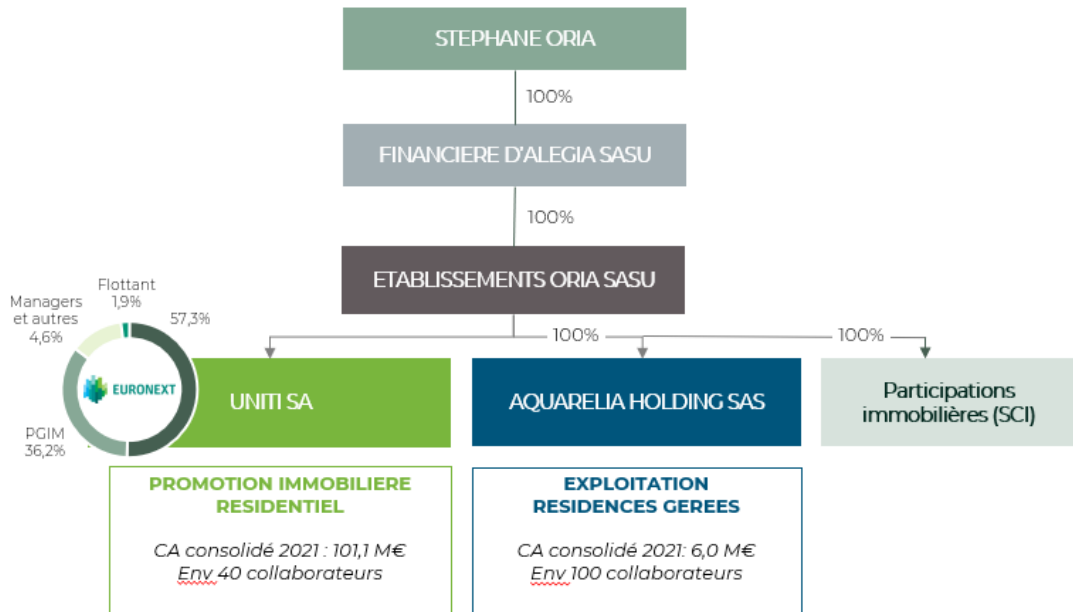 STEPHANE ORIA
100%
FINANCIERE D'ALEGIA SASU
100%
ETABLISSEMENTS ORIA SASU
Flottant
1,9%
Managers
et autres
4,6%
57,3%
PGIM
36,2%
EURONEXT
100%
100%
UNITI SA
AQUARELIA HOLDING SAS
Participations
immobilières (SCI)
PROMOTION IMMOBILIERE
RESIDENTIEL
CA consolidé 2021 : 101,1 M€
Env 40 collaborateurs
EXPLOITATION
RESIDENCES GEREES
CA consolidé 2021: 6,0 M€
Env 100 collaborateurs